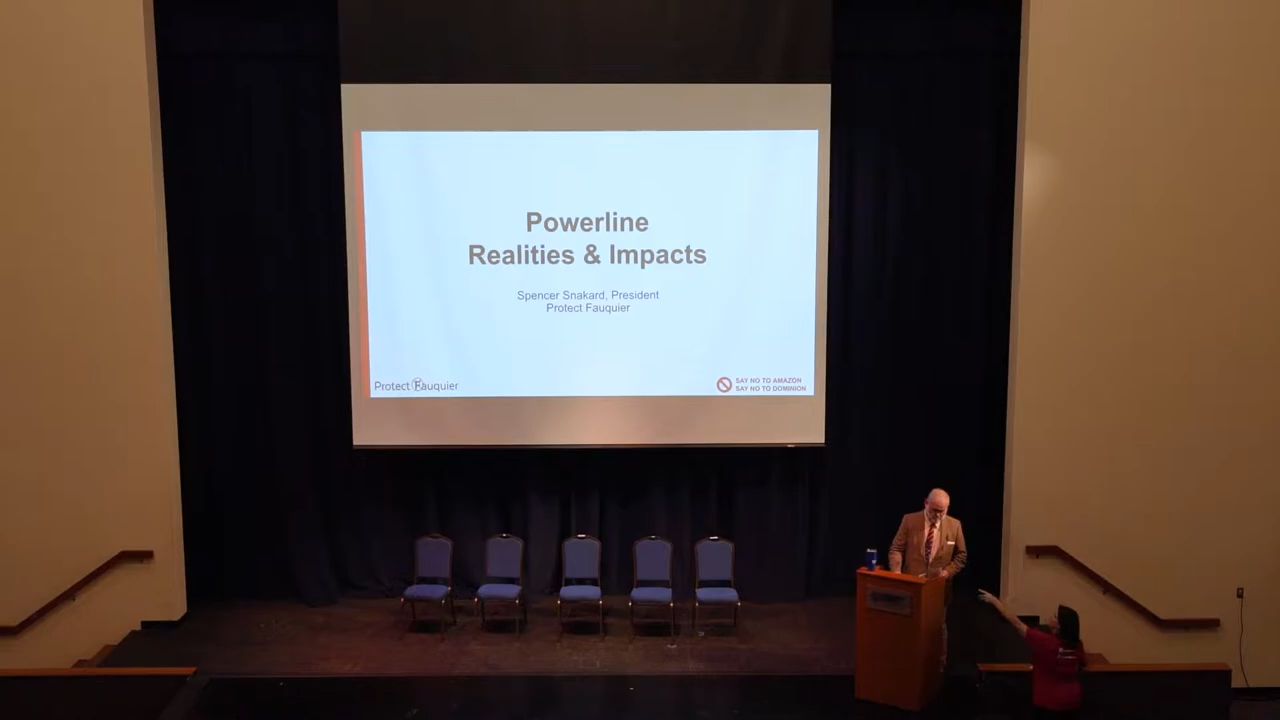 Powerline
Realities & Impacts
Spencer Snakard, President
Protect Fauquier
Protect Fauquier
SAY NO TO AMAZON
SAY NO TO DOMINION